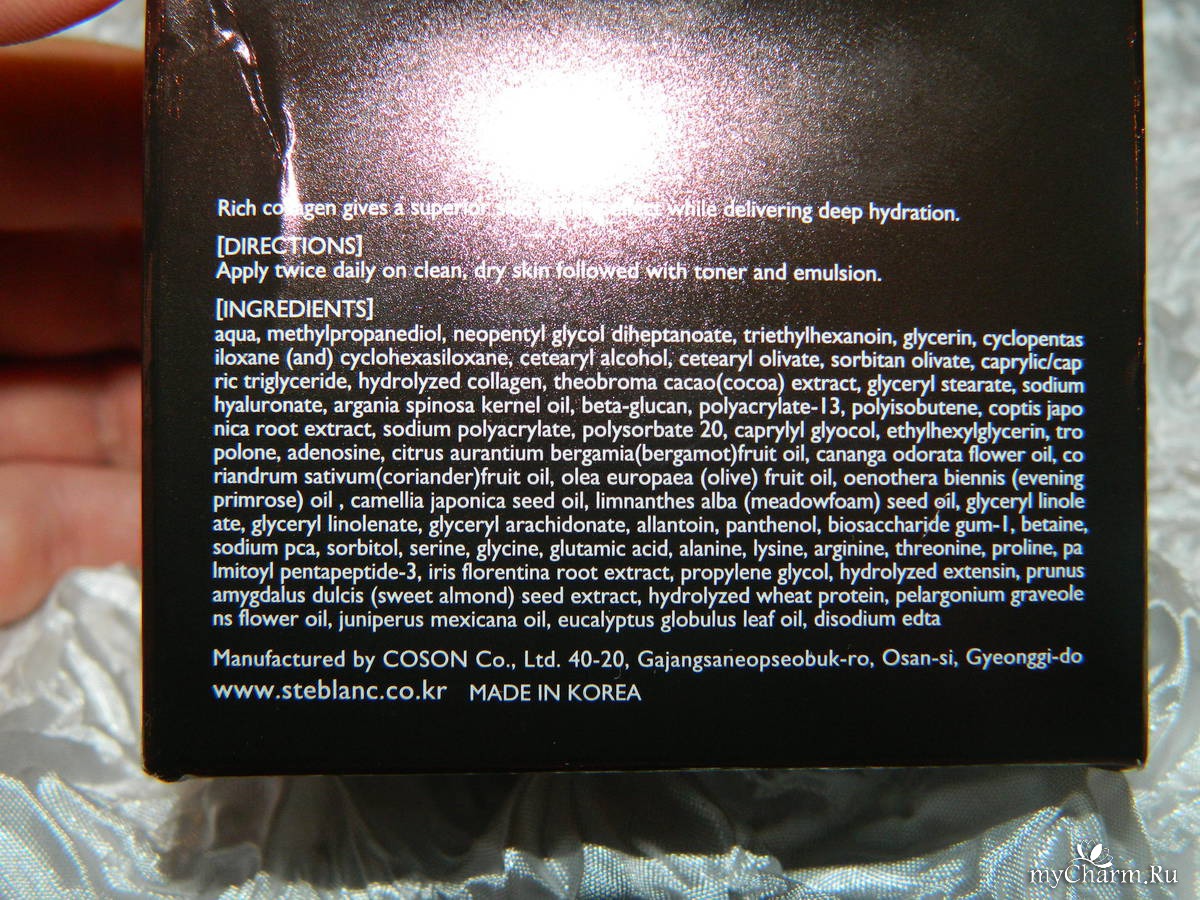 Rich collagen gives a superior while delivering deep hydration.
[DIRECTIONS]
Apply twice daily on clean, dry skin followed with toner and emulsion.
[INGREDIENTS]
aqua, methylpropanediol, neopentyl glycol diheptanoate, triethylhexanoin, glycerin, cyclopentas
iloxane (and) cyclohexasiloxane, cetearyl alcohol, cetearyl olivate, sorbitan olivate, caprylic/cap
ric triglyceride, hydrolyzed collagen, theobroma cacao(cocoa) extract, glyceryl stearate, sodium
hyaluronate, argania spinosa kernel oil, beta-glucan, polyacrylate-13, polyisobutene, coptis japo
nica root extract, sodium polyacrylate, polysorbate 20, caprylyl glyocol, ethylhexylglycerin, tro
polone, adenosine, citrus aurantium bergamia(bergamot)fruit oil, cananga odorata flower oil, co
riandrum sativum(coriander)fruit oil, olea europaea (olive) fruit oil, oenothera biennis (evening
primrose) oil , camellia japonica seed oil, limnanthes alba (meadowfoam) seed oil, glyceryl linole
ate, glyceryl linolenate, glyceryl arachidonate, allantoin, panthenol, biosaccharide gum-1, betaine,
sodium pca, sorbitol, serine, glycine, glutamic acid, alanine, lysine, arginine, threonine, proline, pa
lmitoyl pentapeptide-3, iris florentina root extract, propylene glycol, hydrolyzed extensin, prunus
amygdalus dulcis (sweet almond) seed extract, hydrolyzed wheat protein, pelargonium graveole
ns flower oil, juniperus mexicana oil, eucalyptus globulus leaf oil, disodium edta
Manufactured by COSON Co., Ltd. 40-20, Gajangsaneopseobuk-ro, Osan-si, Gyeonggi-do
www.steblanc.co.kr MADE IN KOREA
myCharm.Ru